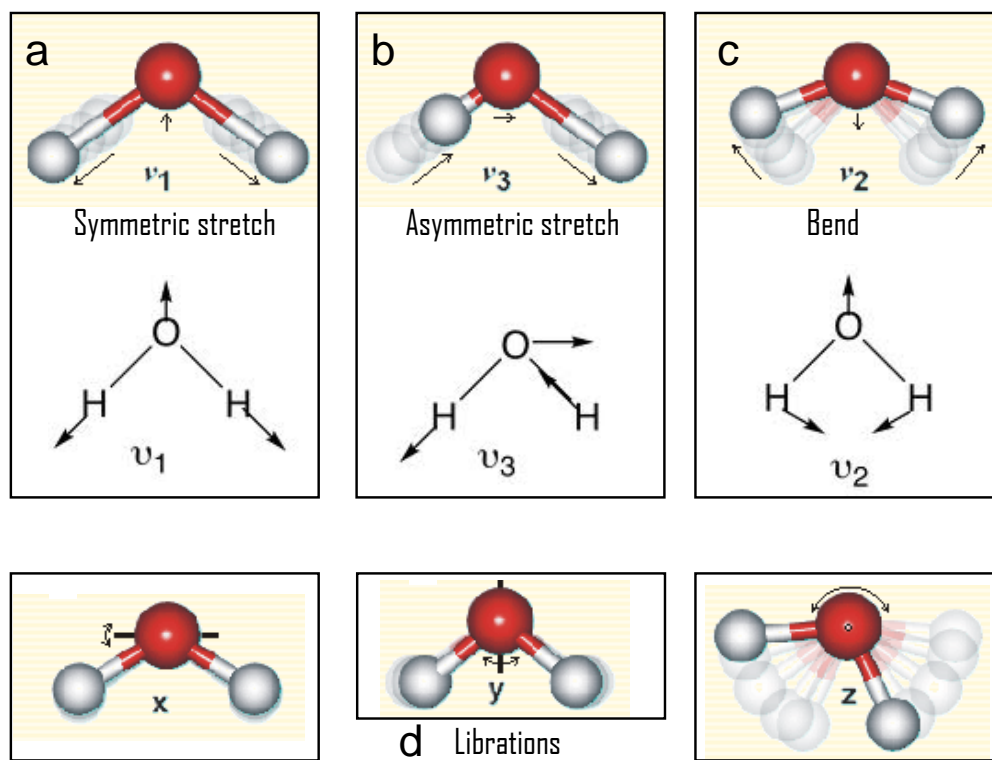 a
ν1
Symmetric stretch
O
H H
υ1
b
ν3
Asymmetric stretch
O
H H
υ3
c
ν2
Bend
O
H H
υ2
x
y
z
d Librations